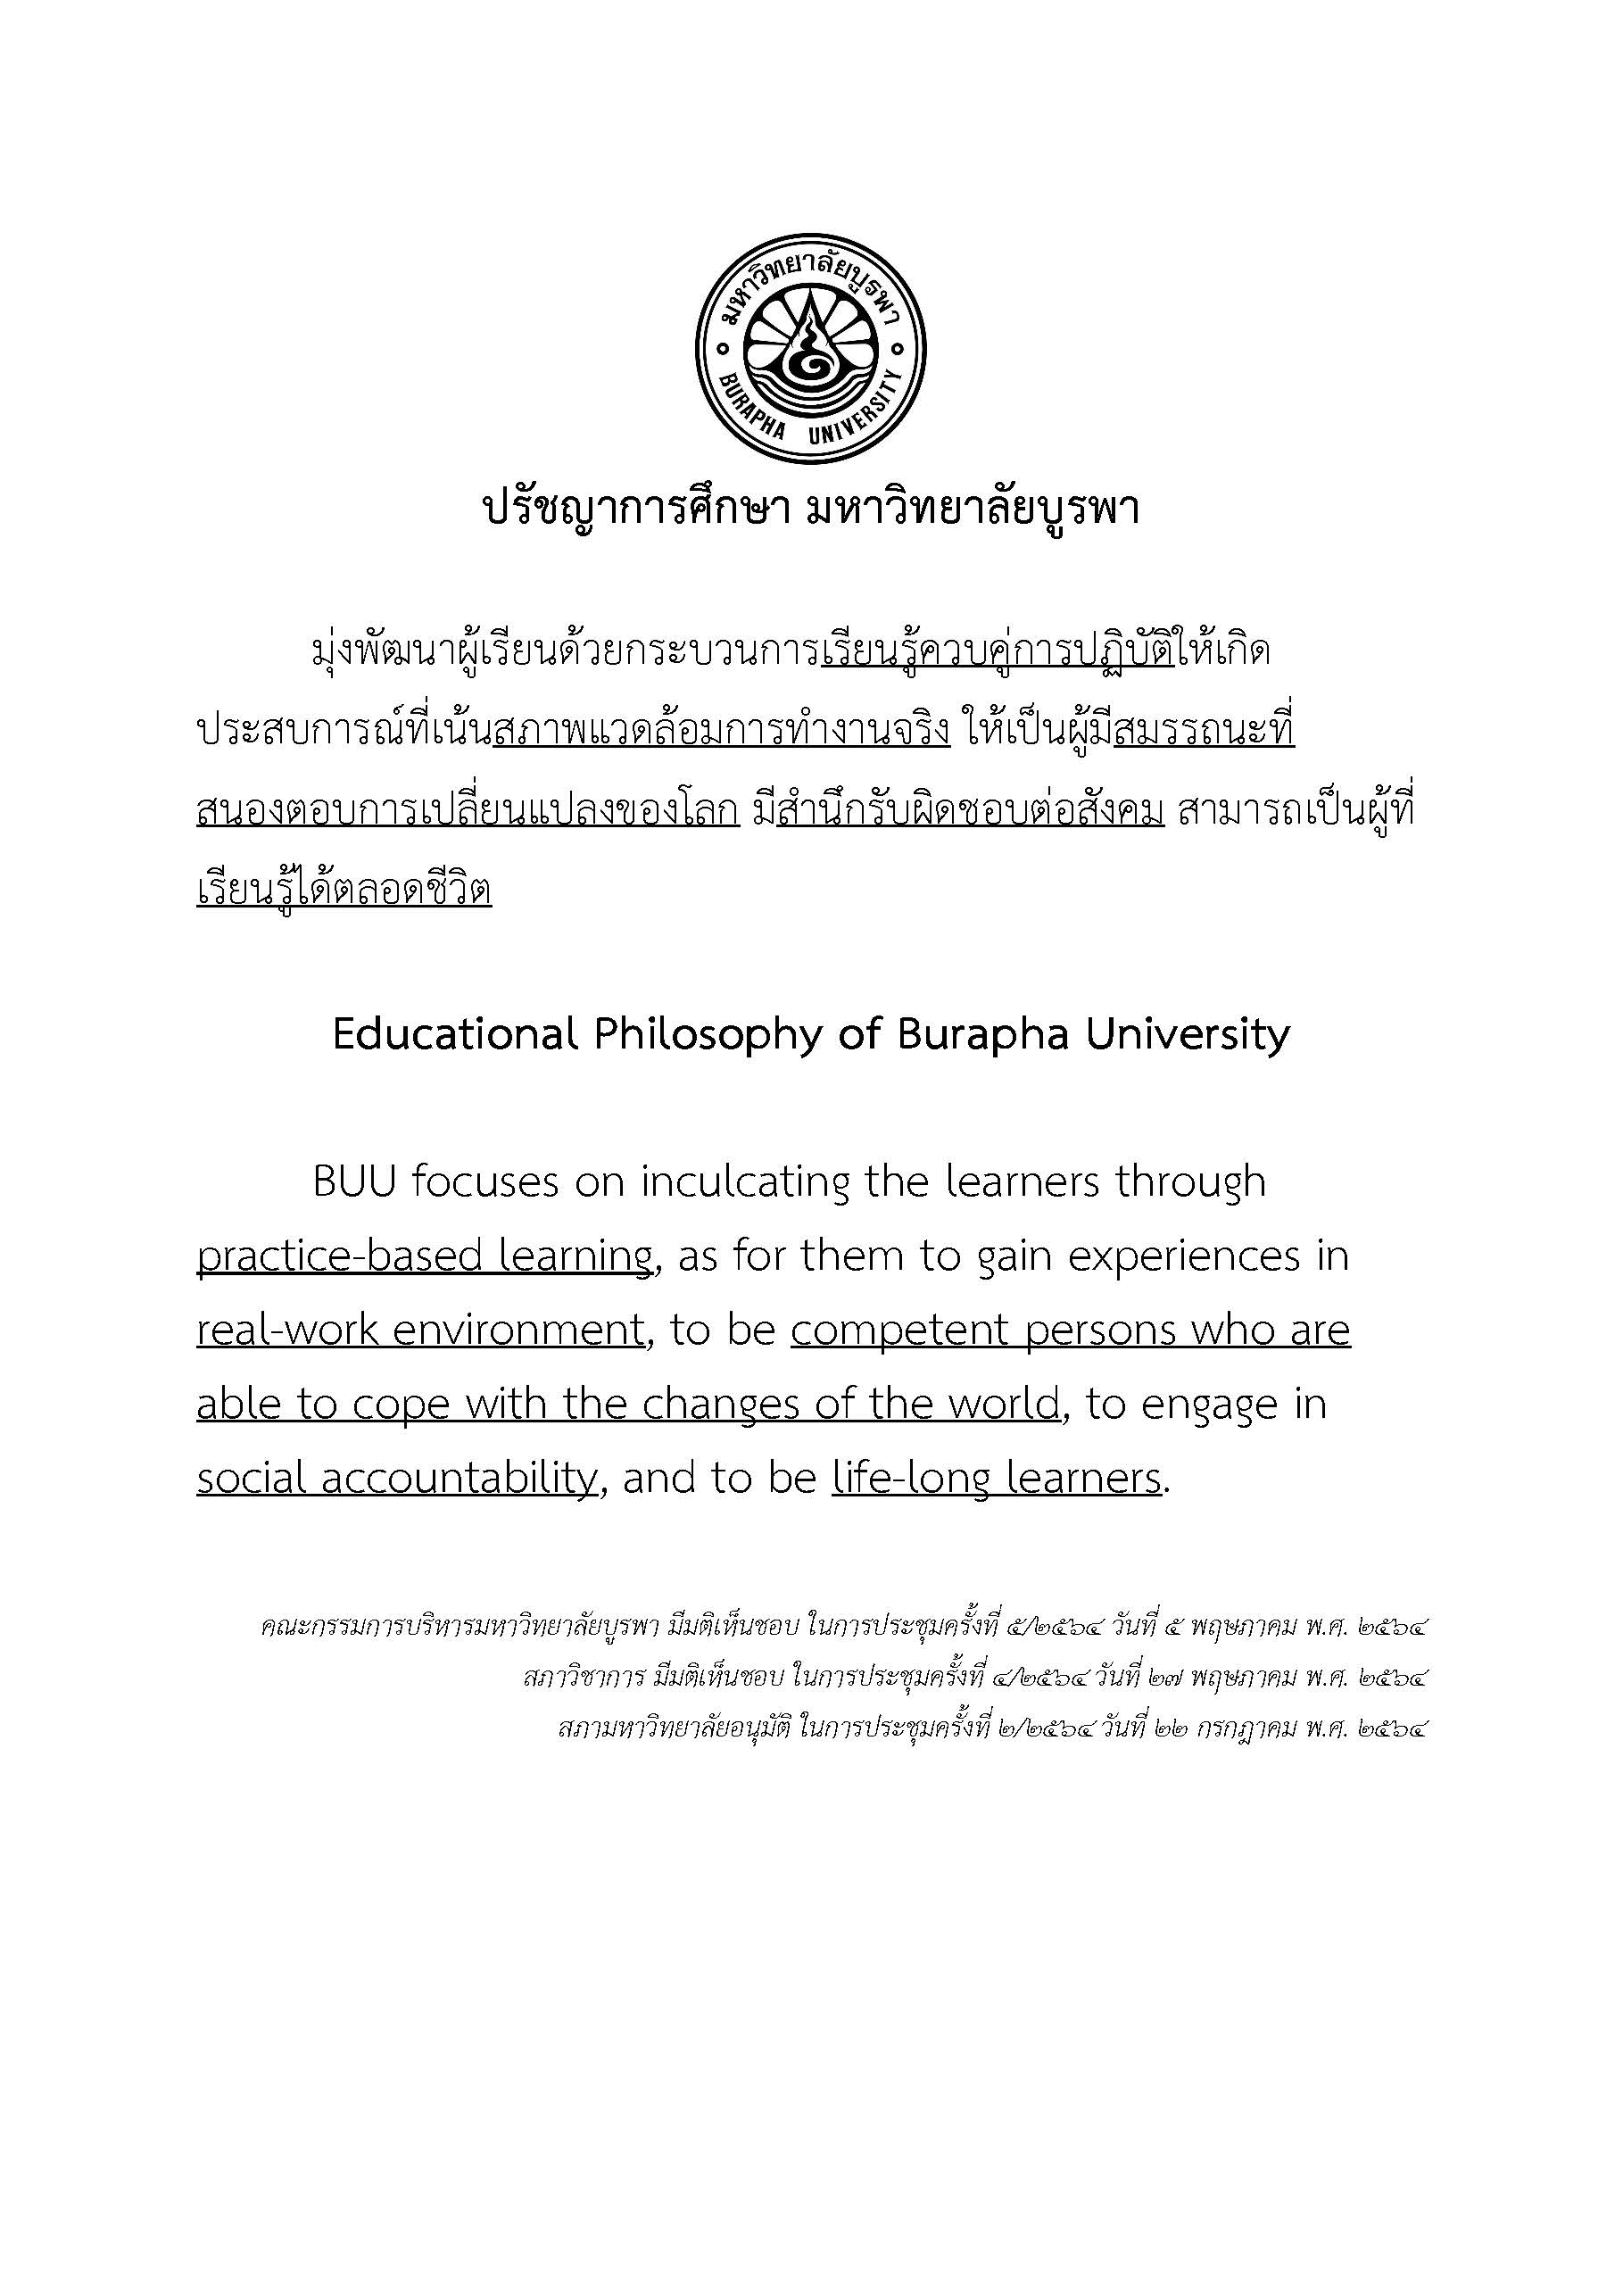 มหาวิทยาลัยบูรพา
BURAPHA UNIVERSITY
ปรัชญาการศึกษา มหาวิทยาลัยบูรพา
มุ่งพัฒนาผู้เรียนด้วยกระบวนการเรียนรู้ควบคู่การปฏิบัติให้เกิด
ประสบการณ์ที่เน้นสภาพแวดล้อมการทำงานจริง ให้เป็นผู้มีสมรรถนะที่
สนองตอบการเปลี่ยนแปลงของโลก มีสำนึกรับผิดชอบต่อสังคม สามารถเป็นผู้ที่
เรียนรู้ได้ตลอดชีวิต
Educational Philosophy of Burapha University
BUU focuses on inculcating the learners through
practice-based learning, as for them to gain experiences in
real-work environment, to be competent persons who are
able to cope with the changes of the world, to engage in
social accountability, and to be life-long learners.
คณะกรรมการบริหารมหาวิทยาลัยบูรพา มีมติเห็นชอบ ในการประชุมครั้งที่ ๕/๒๕๖๔ วันที่ ๕ พฤษภาคม พ.ศ. ๒๕๖๔
สภาวิชาการ มีมติเห็นชอบ ในการประชุมครั้งที่ ๔/๒๕๖๔ วันที่ ๒๗ พฤษภาคม พ.ศ. ๒๕๖๔
สภามหาวิทยาลัยอนุมัติ ในการประชุมครั้งที่ ๒/๒๕๖๔ วันที่ ๒๒ กรกฎาคม พ.ศ. ๒๕๖๔